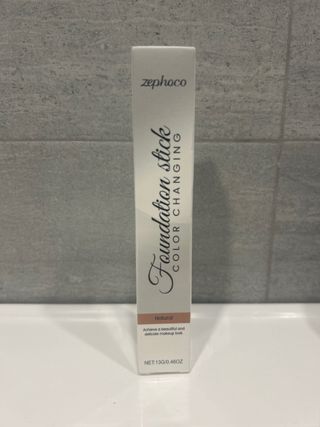 zephoco
Foundation stick
COLOR CHANGING
Natural
Achieve a beautiful and
delicate makeup look
NET:13G/0.46OZ